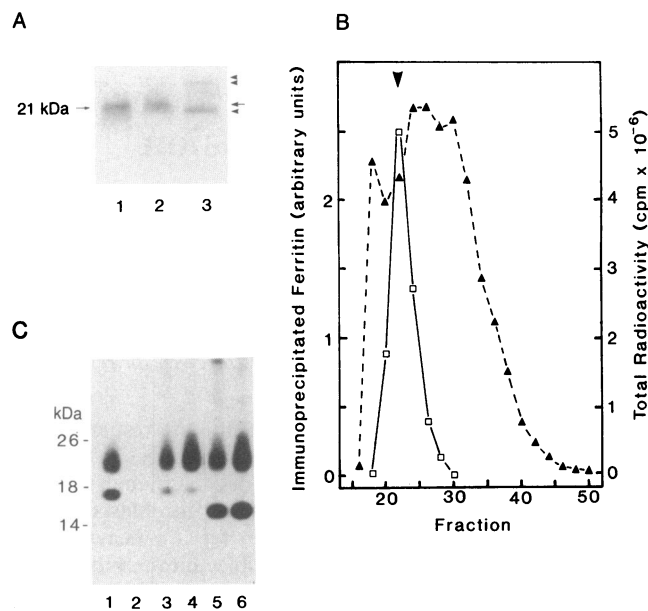 A
21 kDa
1 2 3
B
Immunoprecipitated Ferritin (arbitrary units)
2
1
0
20 30 40 50
Fraction
5
4
3
2
1
0
Total Radioactivity (cpm x 10⁻⁶)
C
kDa
26 -
18 -
14 -
1 2 3 4 5 6